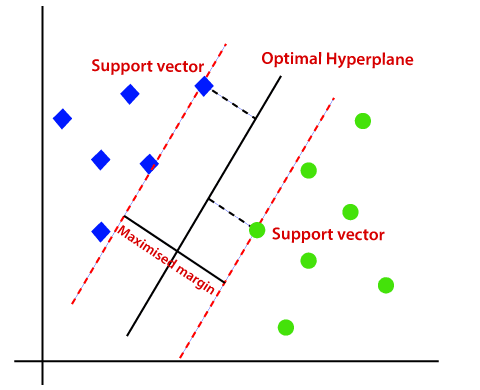 Optimal Hyperplane
Support vector
Support vector
Maximised margin